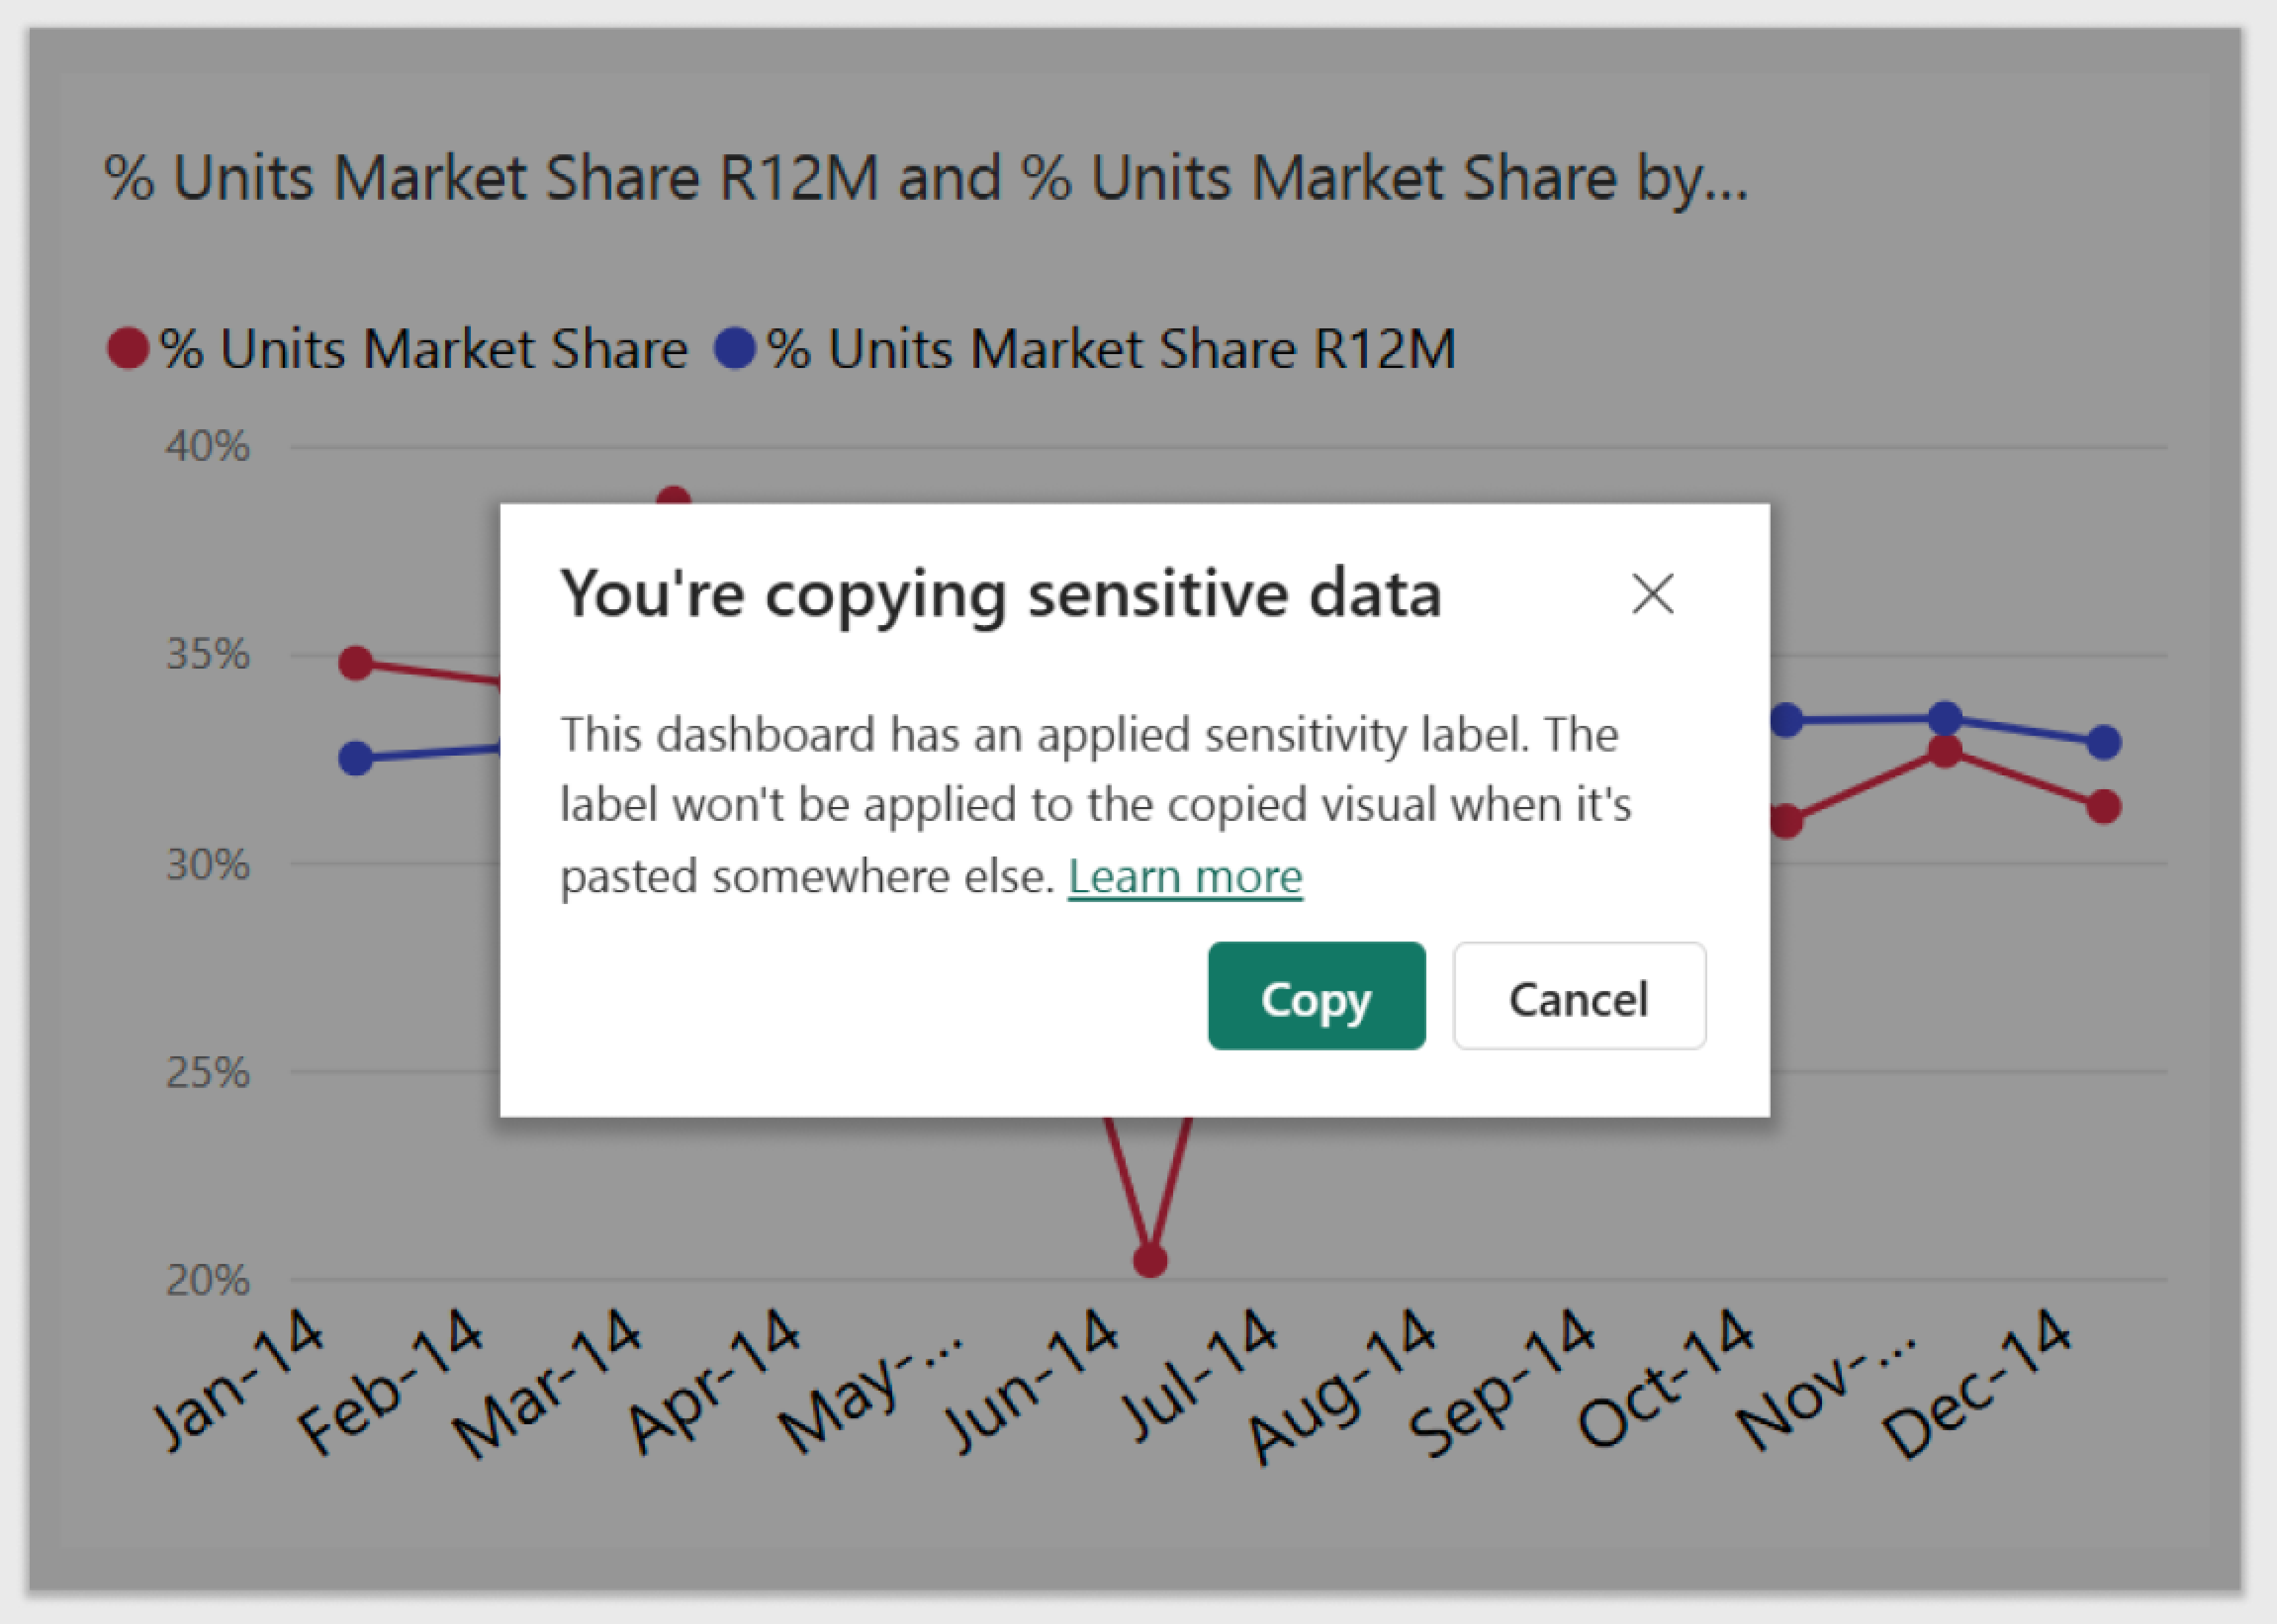 % Units Market Share R12M and % Units Market Share by...
% Units Market Share % Units Market Share R12M
40%
35%
30%
25%
20%
You're copying sensitive data
This dashboard has an applied sensitivity label. The
label won't be applied to the copied visual when it's
pasted somewhere else. Learn more
Copy Cancel
Jan-14 Feb-14 Mar-14 Apr-14 May-... Jun-14 Jul-14 Aug-14 Sep-14 Oct-14 Nov-... Dec-14